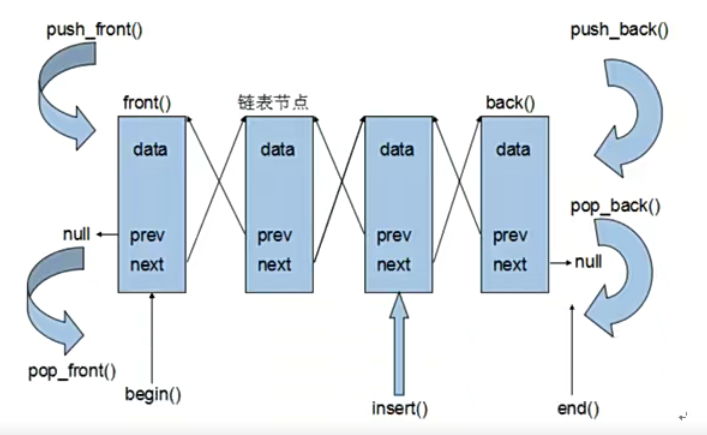 push_front()
push_back()
front()
链表节点
back()
data
data
data
data
pop_back()
null
prev
prev
prev
prev
next
next
next
next
null
pop_front()
begin()
insert()
end()